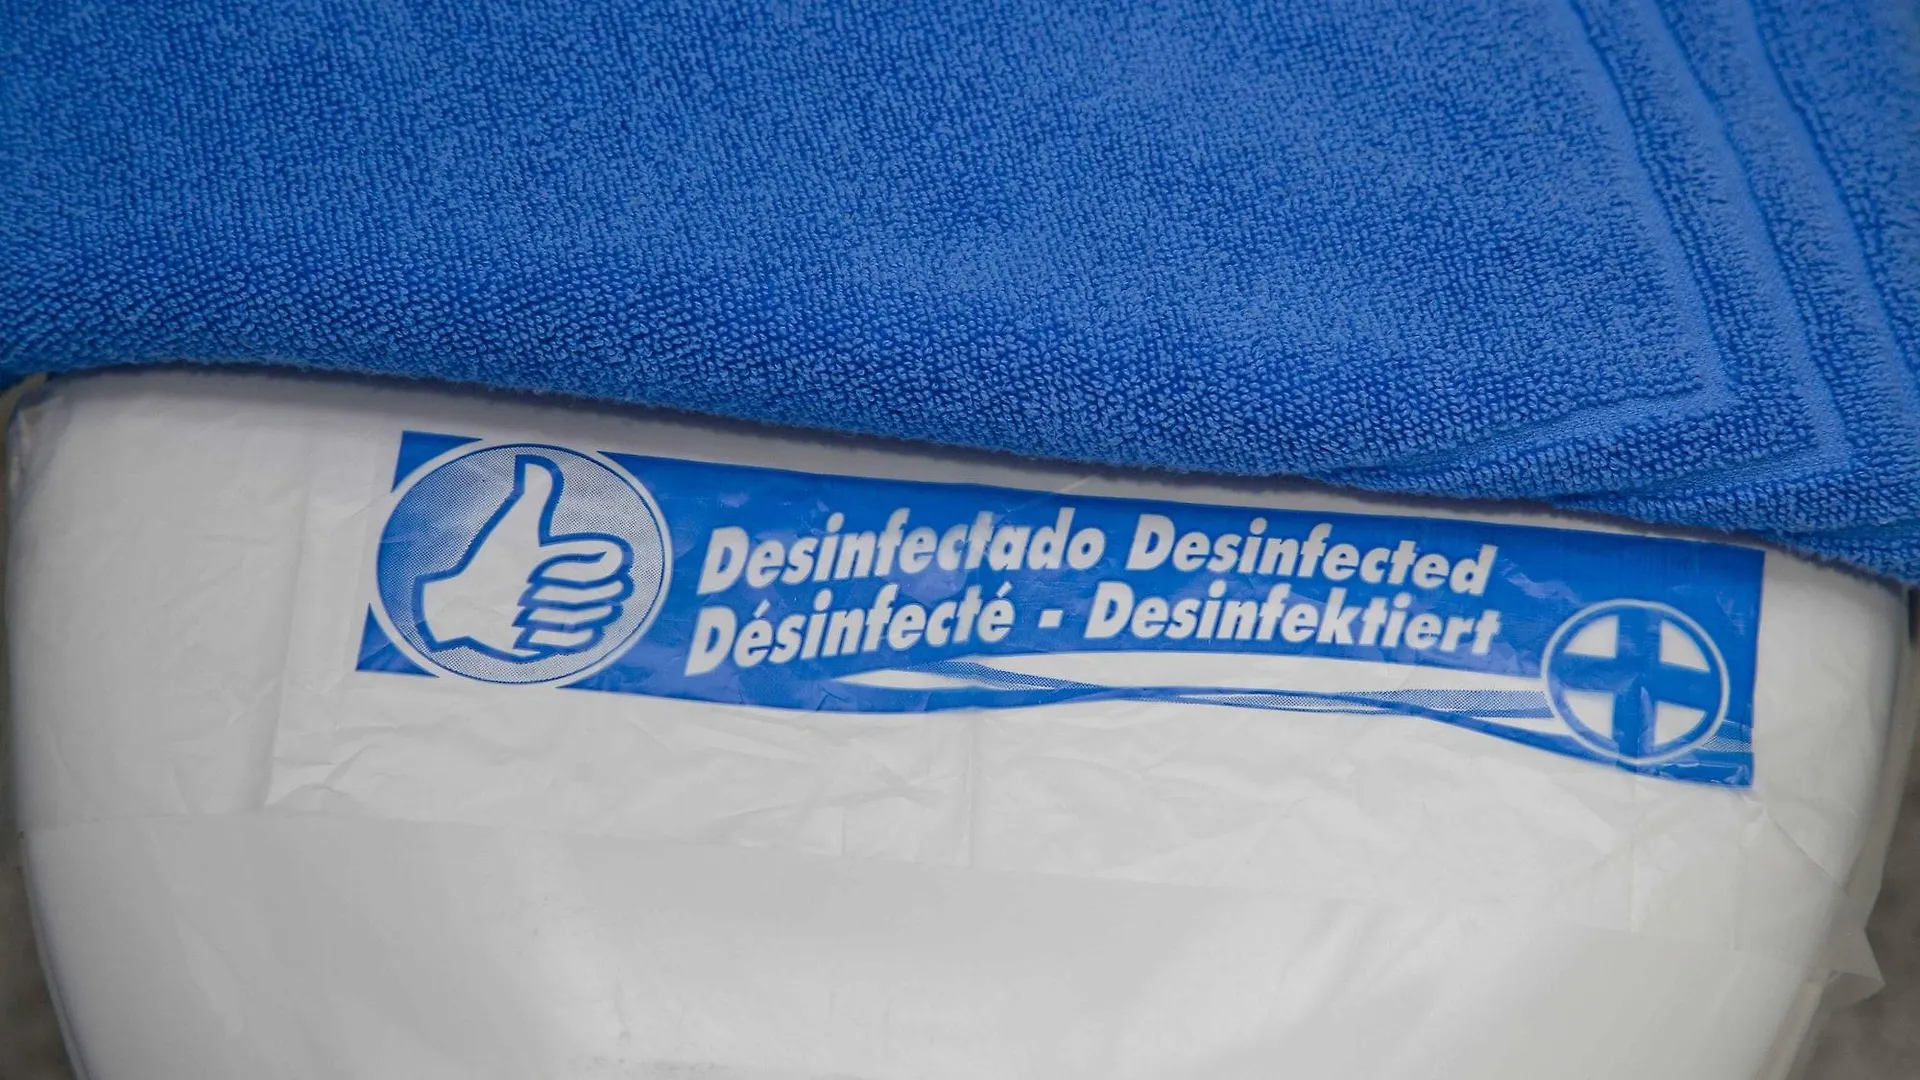 Desinfectado Desinfected
Désinfecté - Desinfektiert